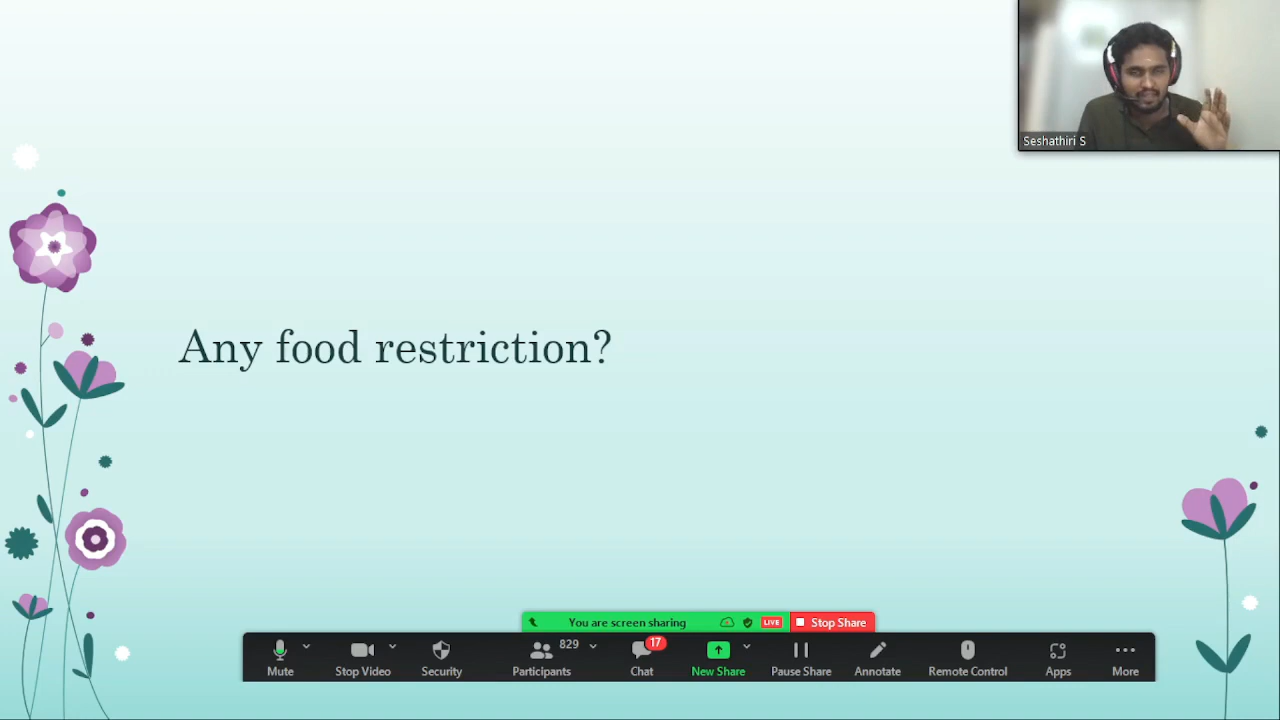 Seshathiri S
Any food restriction?
You are screen sharing
LIVE
Stop Share
Mute
Stop Video
Security
Participants
829
Chat
17
New Share
Pause Share
Annotate
Remote Control
Apps
More